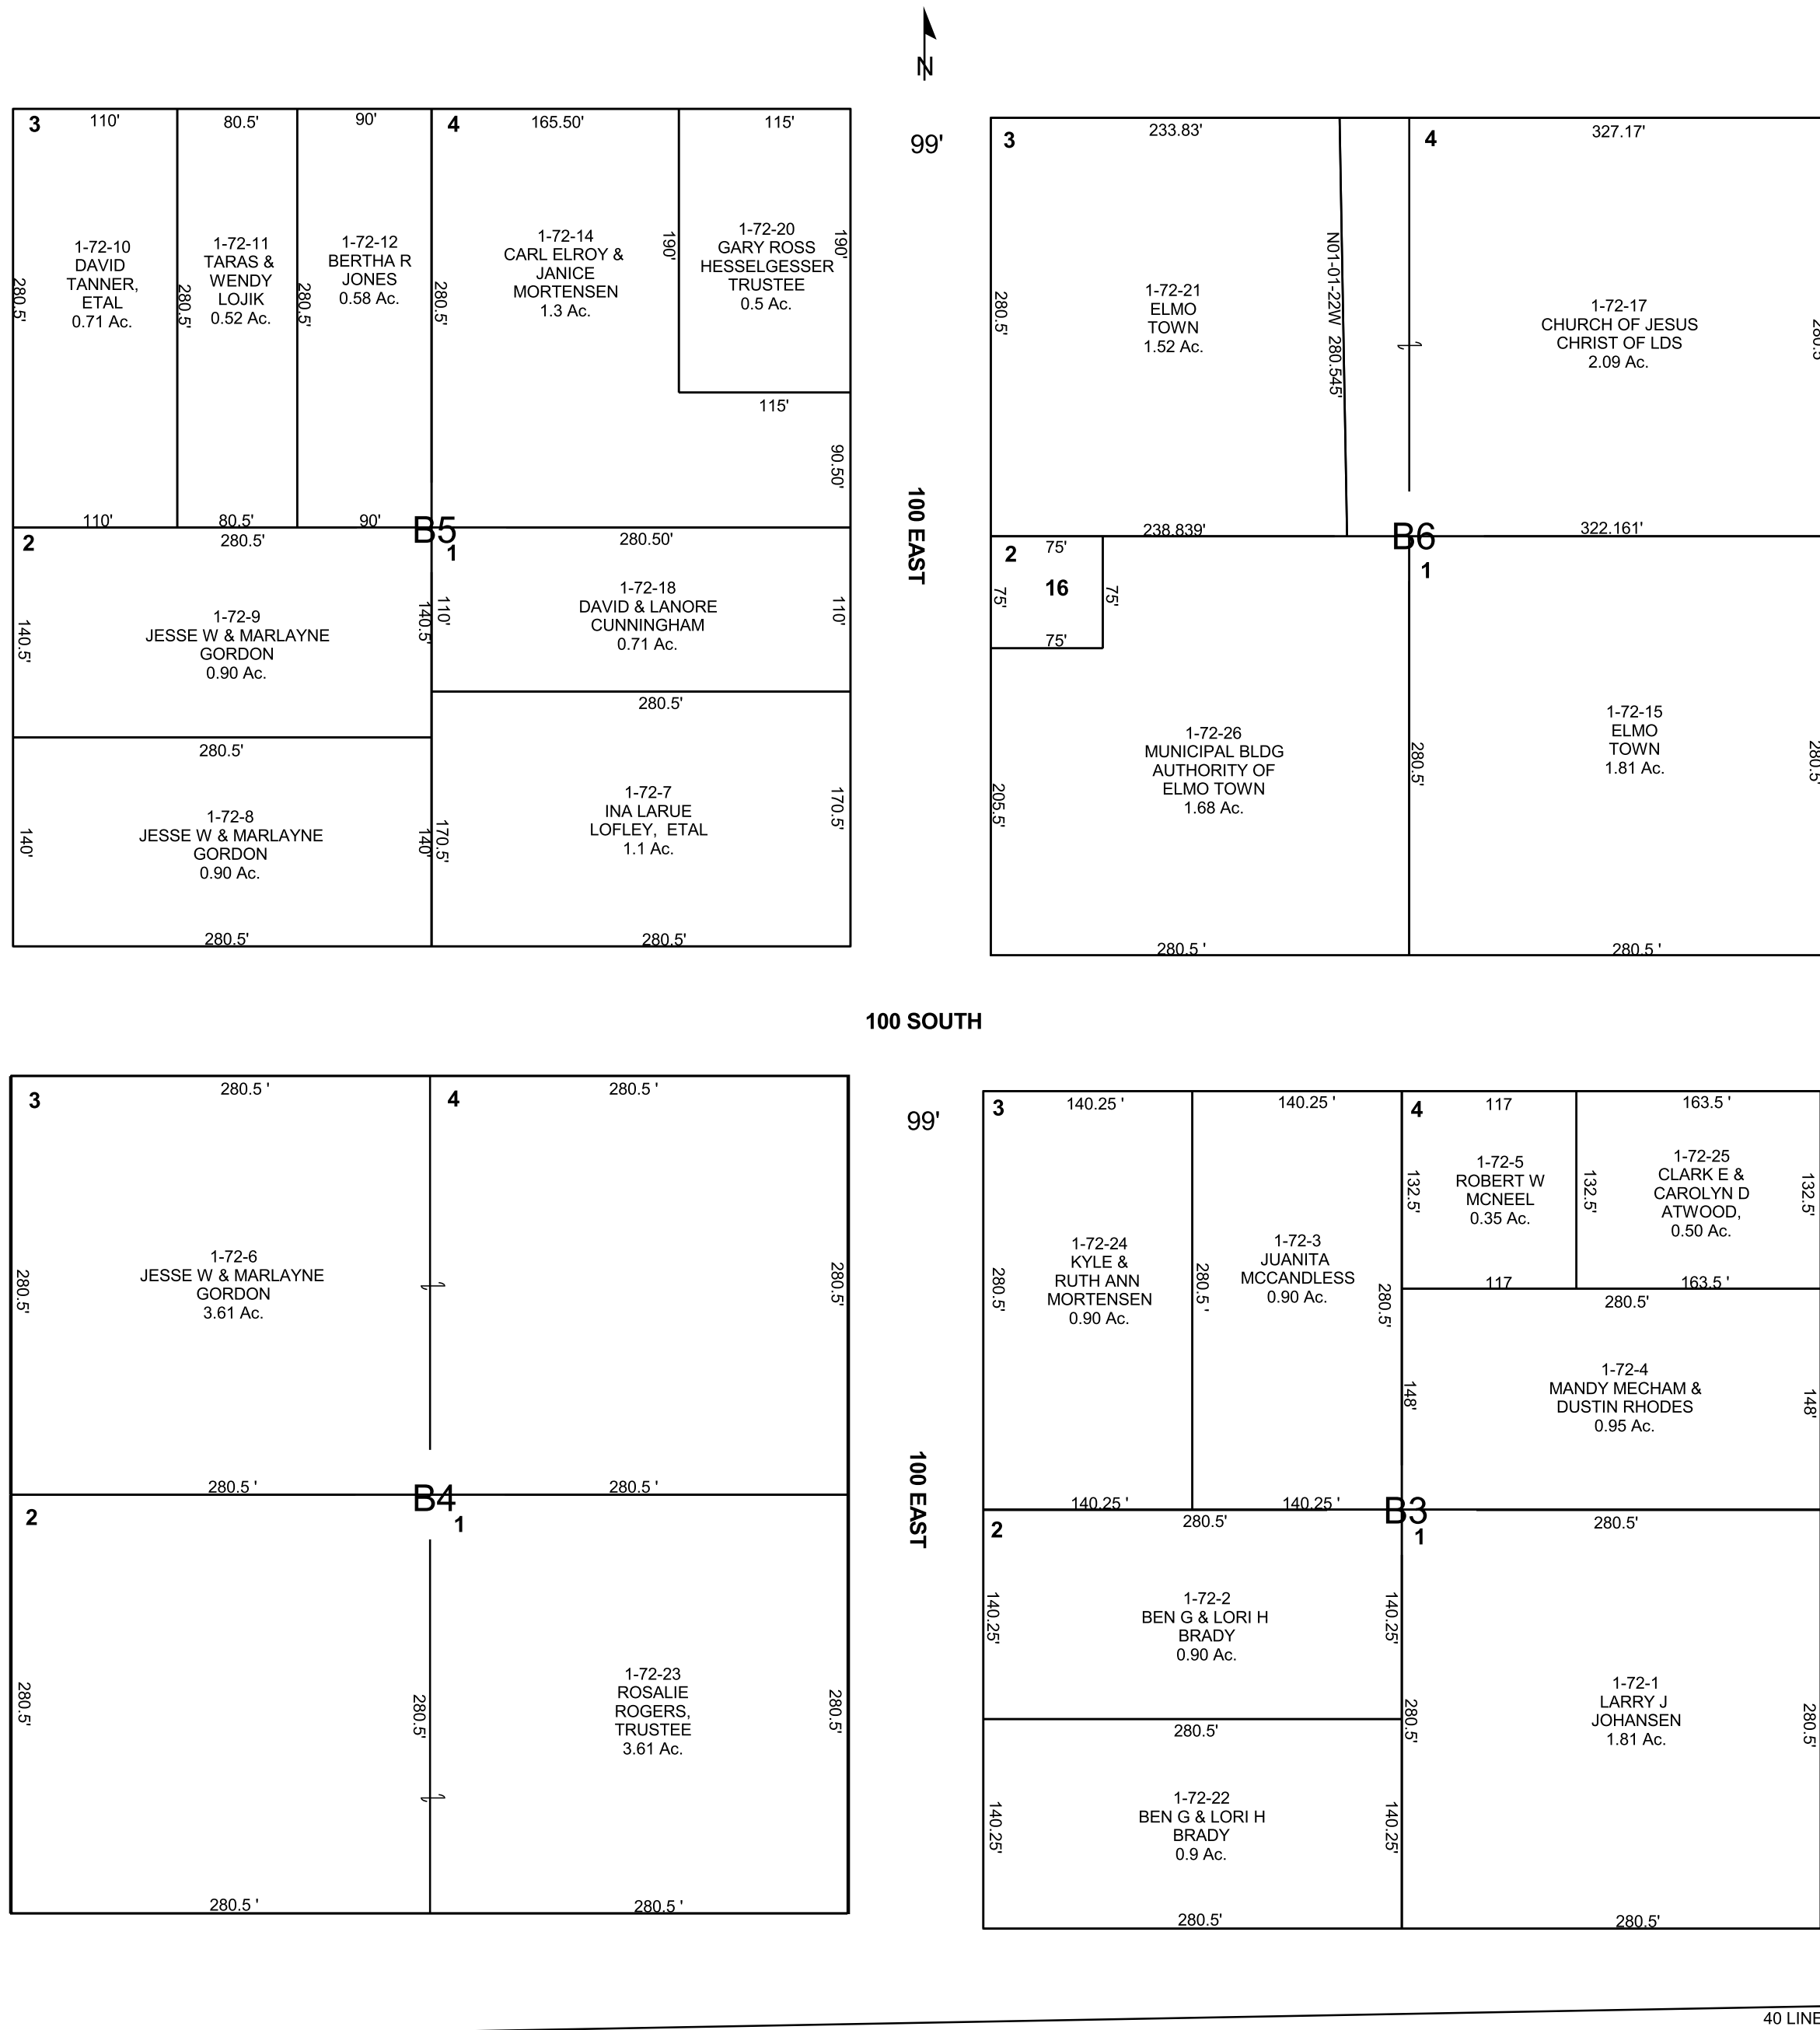 N
3
110'
80.5'
90'
4
165.50'
115'
1-72-10
DAVID
TANNER,
ETAL
0.71 Ac.
1-72-11
TARAS &
WENDY
LOJIK
0.52 Ac.
1-72-12
BERTHA R
JONES
0.58 Ac.
1-72-14
CARL ELROY &
JANICE
MORTENSEN
1.3 Ac.
1-72-20
GARY ROSS
HESSELGESSER
TRUSTEE
0.5 Ac.
190'
190'
280.5'
280.5'
280.5'
280.5'
115'
90.50'
110'
80.5'
90'
B5
2
280.5'
1
280.50'
1-72-9
JESSE W & MARLAYNE
GORDON
0.90 Ac.
140.5'
140.5'
110'
1-72-18
DAVID & LANORE
CUNNINGHAM
0.71 Ac.
110'
280.5'
280.5'
1-72-8
JESSE W & MARLAYNE
GORDON
0.90 Ac.
140'
140'
170.5'
1-72-7
INA LARUE
LOFLEY, ETAL
1.1 Ac.
170.5'
280.5'
280.5'
99'
100 EAST
3
233.83'
4
327.17'
280.5'
1-72-21
ELMO
TOWN
1.52 Ac.
N01-01-22W 280.545'
1-72-17
CHURCH OF JESUS
CHRIST OF LDS
2.09 Ac.
280.5
238.839'
B6
322.161'
2
75'
1
75'
16
75'
75'
1-72-26
MUNICIPAL BLDG
AUTHORITY OF
ELMO TOWN
1.68 Ac.
205.5'
280.5'
1-72-15
ELMO
TOWN
1.81 Ac.
280.5'
280.5 '
280.5 '
100 SOUTH
3
280.5 '
4
280.5 '
1-72-6
JESSE W & MARLAYNE
GORDON
3.61 Ac.
280.5'
280.5'
280.5 '
B4
280.5 '
2
1
280.5'
280.5'
1-72-23
ROSALIE
ROGERS,
TRUSTEE
3.61 Ac.
280.5'
280.5 '
280.5 '
99'
100 EAST
3
140.25 '
140.25 '
4
117
163.5 '
1-72-24
KYLE &
RUTH ANN
MORTENSEN
0.90 Ac.
280.5'
280.5 '
1-72-3
JUANITA
MCCANDLESS
0.90 Ac.
280.5'
132.5'
1-72-5
ROBERT W
MCNEEL
0.35 Ac.
132.5'
1-72-25
CLARK E &
CAROLYN D
ATWOOD,
0.50 Ac.
132.5'
117
163.5 '
280.5'
148'
1-72-4
MANDY MECHAM &
DUSTIN RHODES
0.95 Ac.
148'
140.25 '
140.25 '
B3
2
280.5'
1
280.5'
140.25'
1-72-2
BEN G & LORI H
BRADY
0.90 Ac.
140.25'
280.5'
280.5'
1-72-1
LARRY J
JOHANSEN
1.81 Ac.
280.5'
140.25'
1-72-22
BEN G & LORI H
BRADY
0.9 Ac.
140.25'
280.5'
280.5'
40 LINE